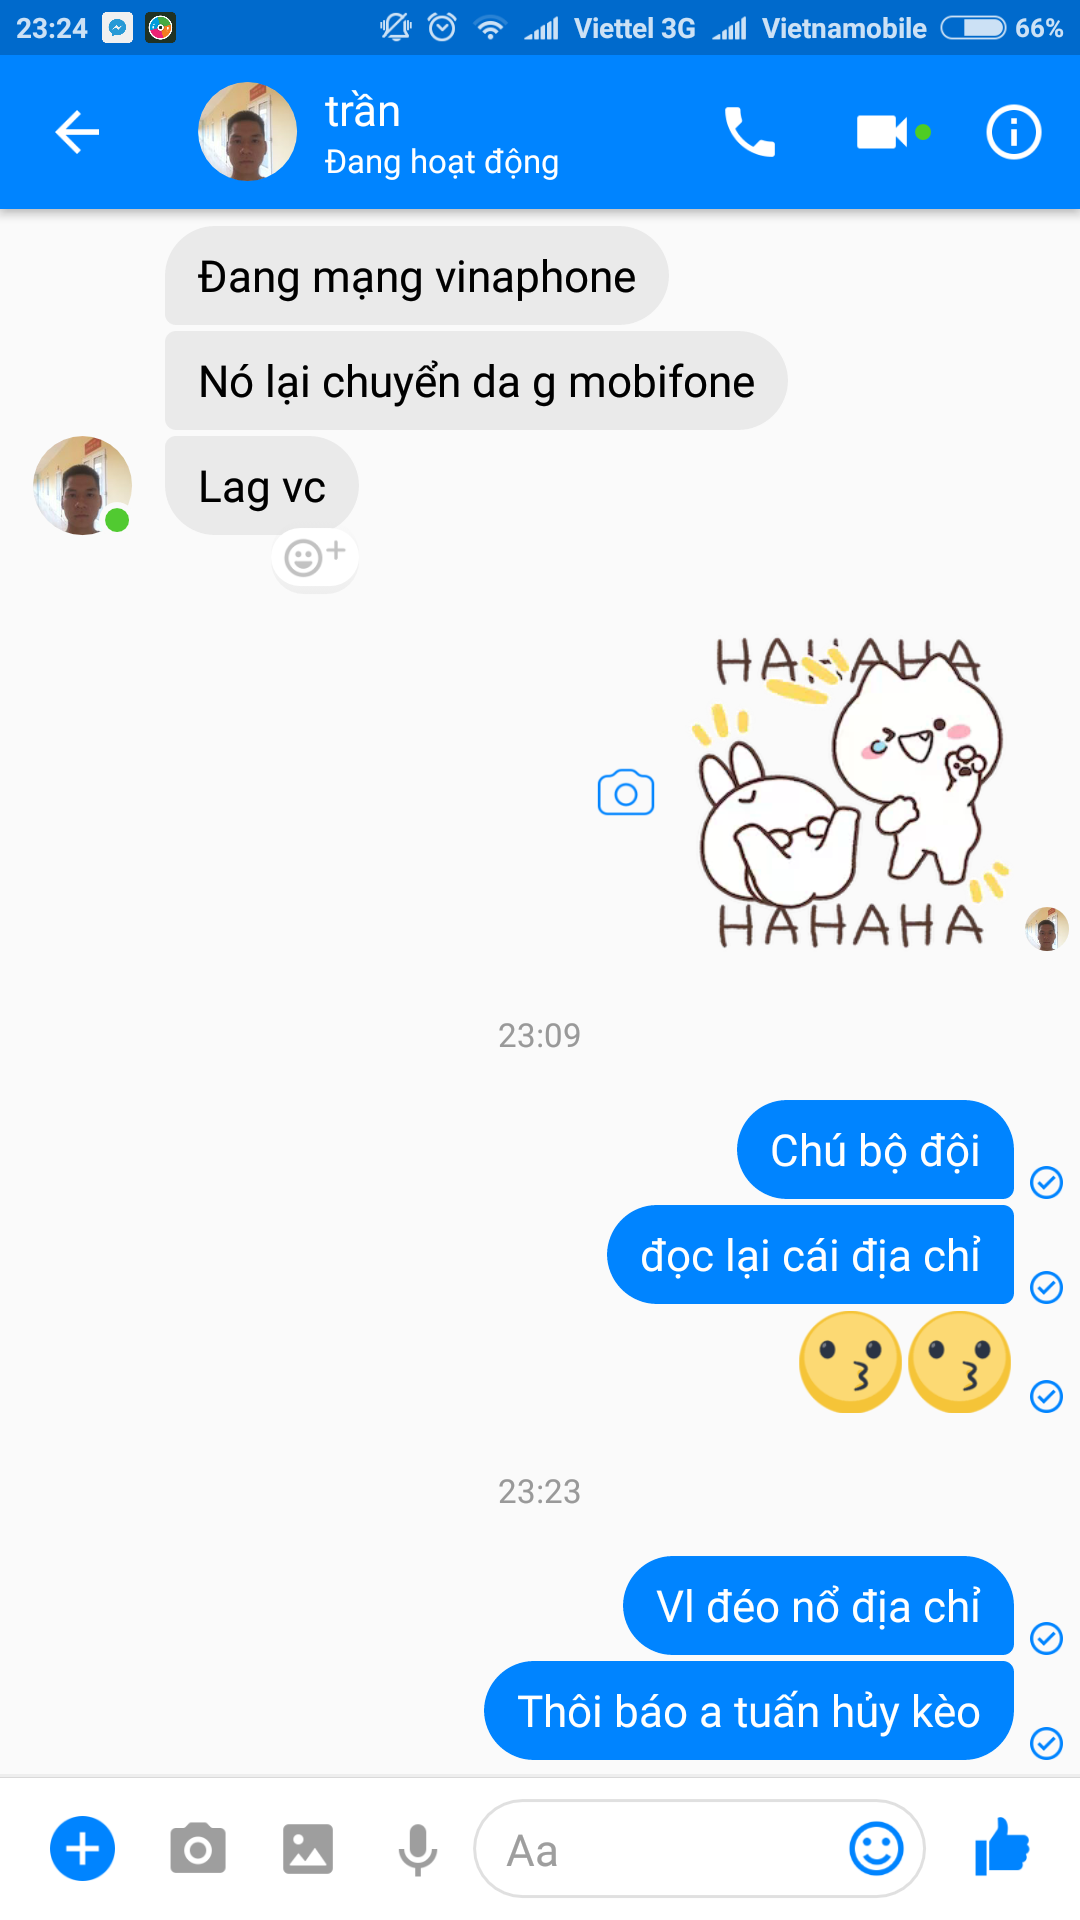 23:24 Viettel 3G Vietnamobile 66%
trần
Đang hoạt động
Đang mạng vinaphone
Nó lại chuyển da g mobifone
Lag vc
HAHAHA
HAHAHA
23:09
Chú bộ đội
đọc lại cái địa chỉ
23:23
Vl đéo nổ địa chỉ
Thôi báo a tuấn hủy kèo
Aa